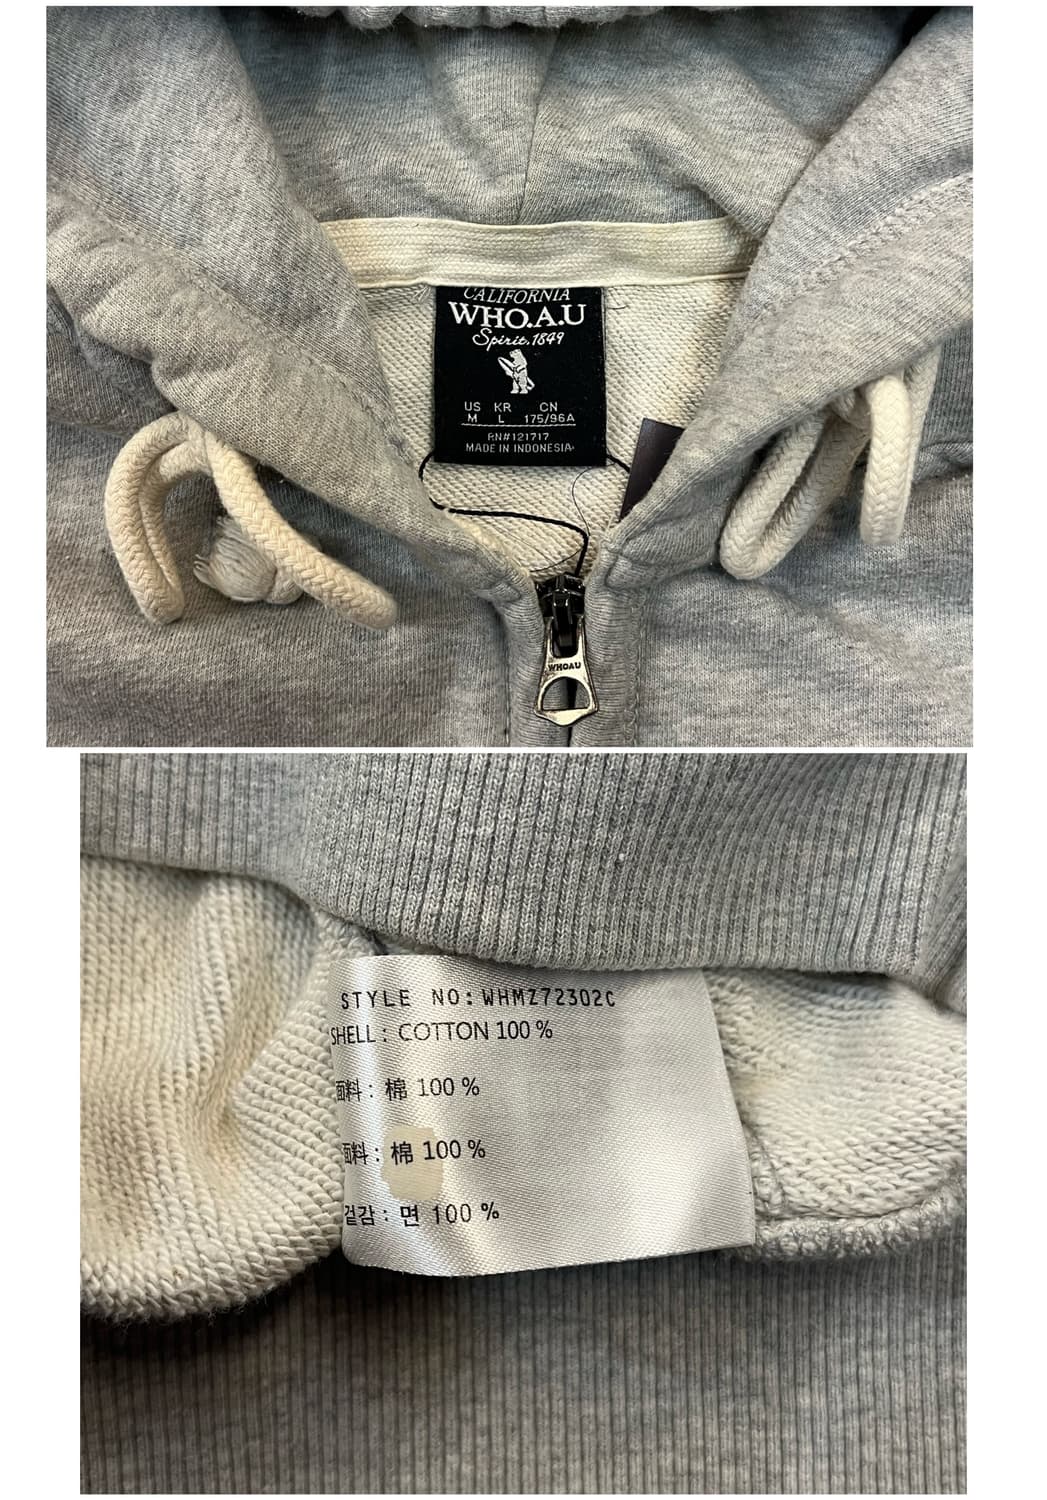 CALIFORNIA
WHO.A.U
Spirit.1849
US KR CN
M L 175/96A
RN#121717
MADE IN INDONESIA
WHOAU
STYLE NO: WHMZ72302C
SHELL: COTTON 100 %
面料: 棉 100 %
面料: 棉 100 %
겉감: 면 100 %